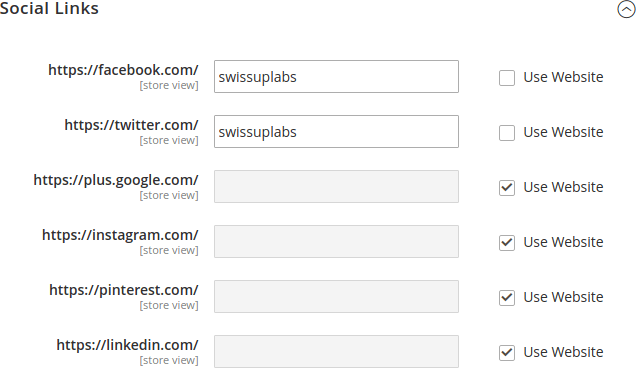 Social Links
https://facebook.com/ swissuplabs Use Website
[store view]
https://twitter.com/ swissuplabs Use Website
[store view]
https://plus.google.com/ Use Website
[store view]
https://instagram.com/ Use Website
[store view]
https://pinterest.com/ Use Website
[store view]
https://linkedin.com/ Use Website
[store view]